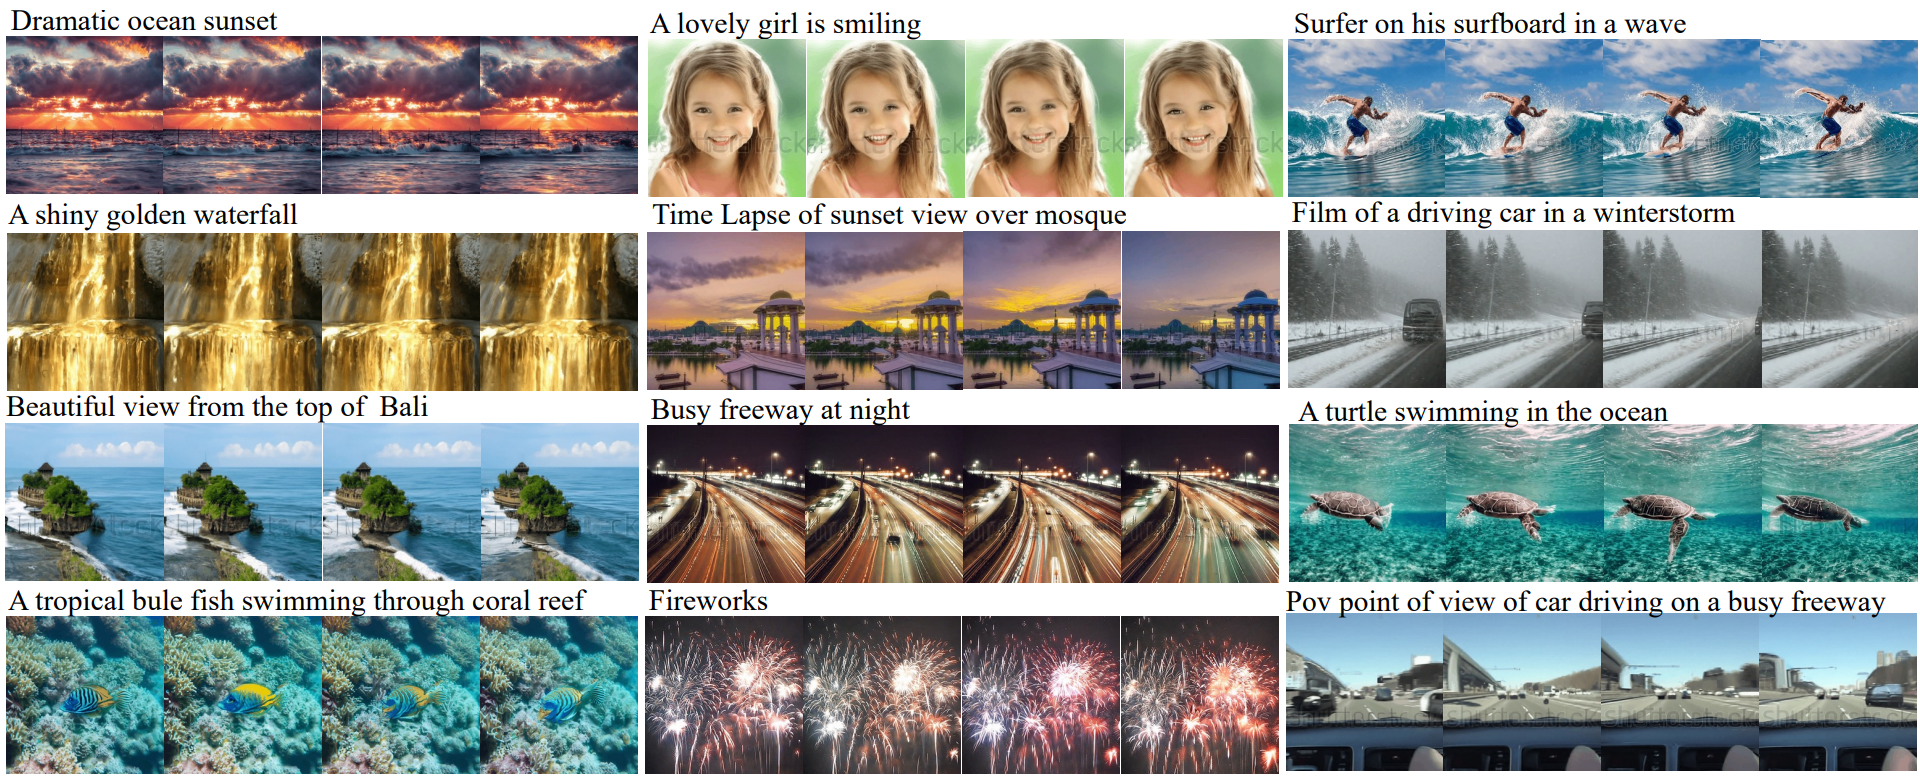 Dramatic ocean sunset
A lovely girl is smiling
Surfer on his surfboard in a wave
A shiny golden waterfall
Time Lapse of sunset view over mosque
Film of a driving car in a winterstorm
Beautiful view from the top of  Bali
Busy freeway at night
A turtle swimming in the ocean
A tropical bule fish swimming through coral reef
Fireworks
Pov point of view of car driving on a busy freeway